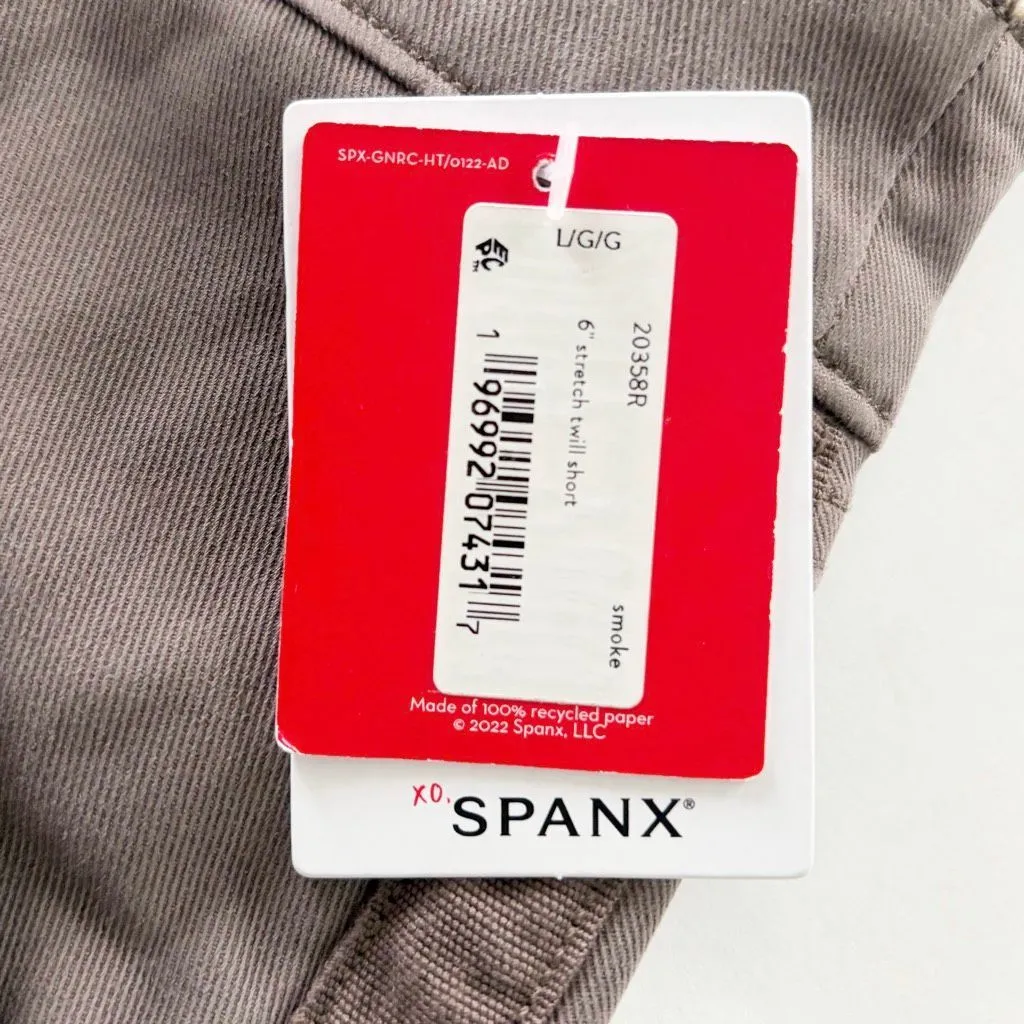 SPX-GNRC-HT/0122-AD
L/G/G
EPC™
20358R
6" stretch twill short
smoke
1 96992 07431 7
Made of 100% recycled paper
© 2022 Spanx, LLC
XO,
SPANX®